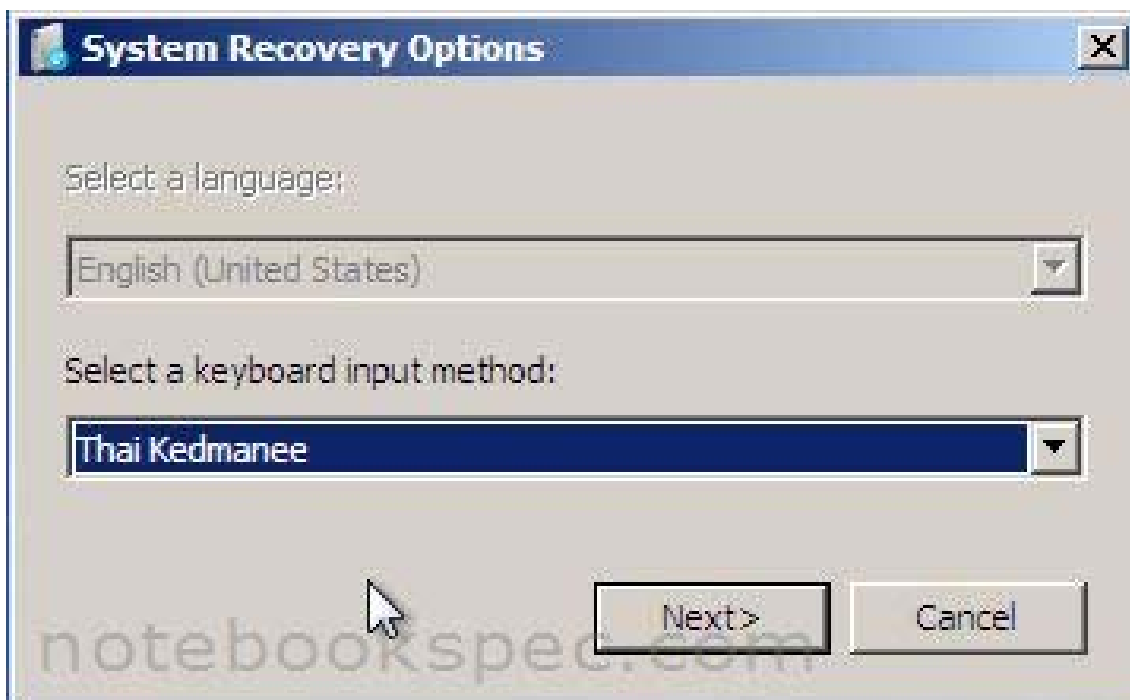 System Recovery Options
Select a language:
English (United States)
Select a keyboard input method:
Thai Kedmanee
Next> Cancel
notebookspec.com